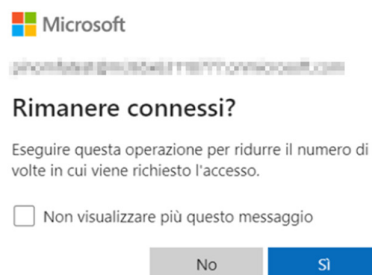 Microsoft
Rimanere connessi?
Eseguire questa operazione per ridurre il numero di
volte in cui viene richiesto l'accesso.
Non visualizzare più questo messaggio
No
Sì